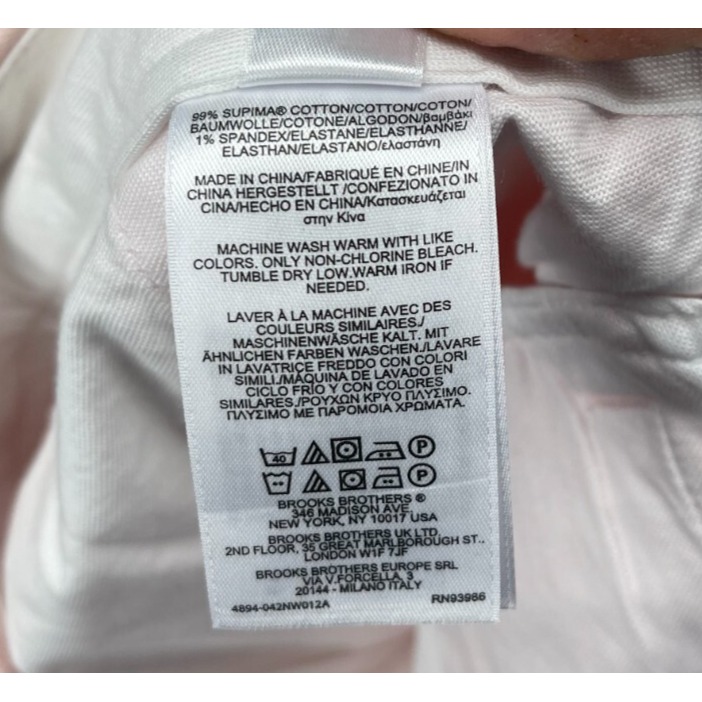 99% SUPIMA® COTTON/COTTON/COTON/
BAUMWOLLE/COTONE/ALGODON/βαμβάκι
1% SPANDEX/ELASTANE/ELASTHANNE/
ELASTHAN/ELASTANO/ελαστάνη
MADE IN CHINA/FABRIQUÉ EN CHINE/IN
CHINA HERGESTELLT /CONFEZIONATO IN
CINA/HECHO EN CHINA/Κατασκευάζεται
στην Κίνα
MACHINE WASH WARM WITH LIKE
COLORS. ONLY NON-CHLORINE BLEACH.
TUMBLE DRY LOW.WARM IRON IF
NEEDED.
LAVER À LA MACHINE AVEC DES
COULEURS SIMILAIRES./
MASCHINENWÄSCHE KALT. MIT
ÄHNLICHEN FARBEN WASCHEN./LAVARE
IN LAVATRICE FREDDO CON COLORI
SIMILI./MÁQUINA DE LAVADO EN
CICLO FRÍO Y CON COLORES
SIMILARES./ΡΟΥΧΩΝ ΚΡΥΟ ΠΛΥΣΙΜΟ.
ΠΛΥΣΙΜΟ ΜΕ ΠΑΡΟΜΟΙΑ ΧΡΩΜΑΤΑ.
40 P
P
BROOKS BROTHERS ®
346 MADISON AVE.
NEW YORK, NY 10017 USA
BROOKS BROTHERS UK LTD.
2ND FLOOR, 35 GREAT MARLBOROUGH ST.,
LONDON W1F 7JF
BROOKS BROTHERS EUROPE SRL
VIA V.FORCELLA, 3
20144 - MILANO ITALY
4894-042NW012A RN93986